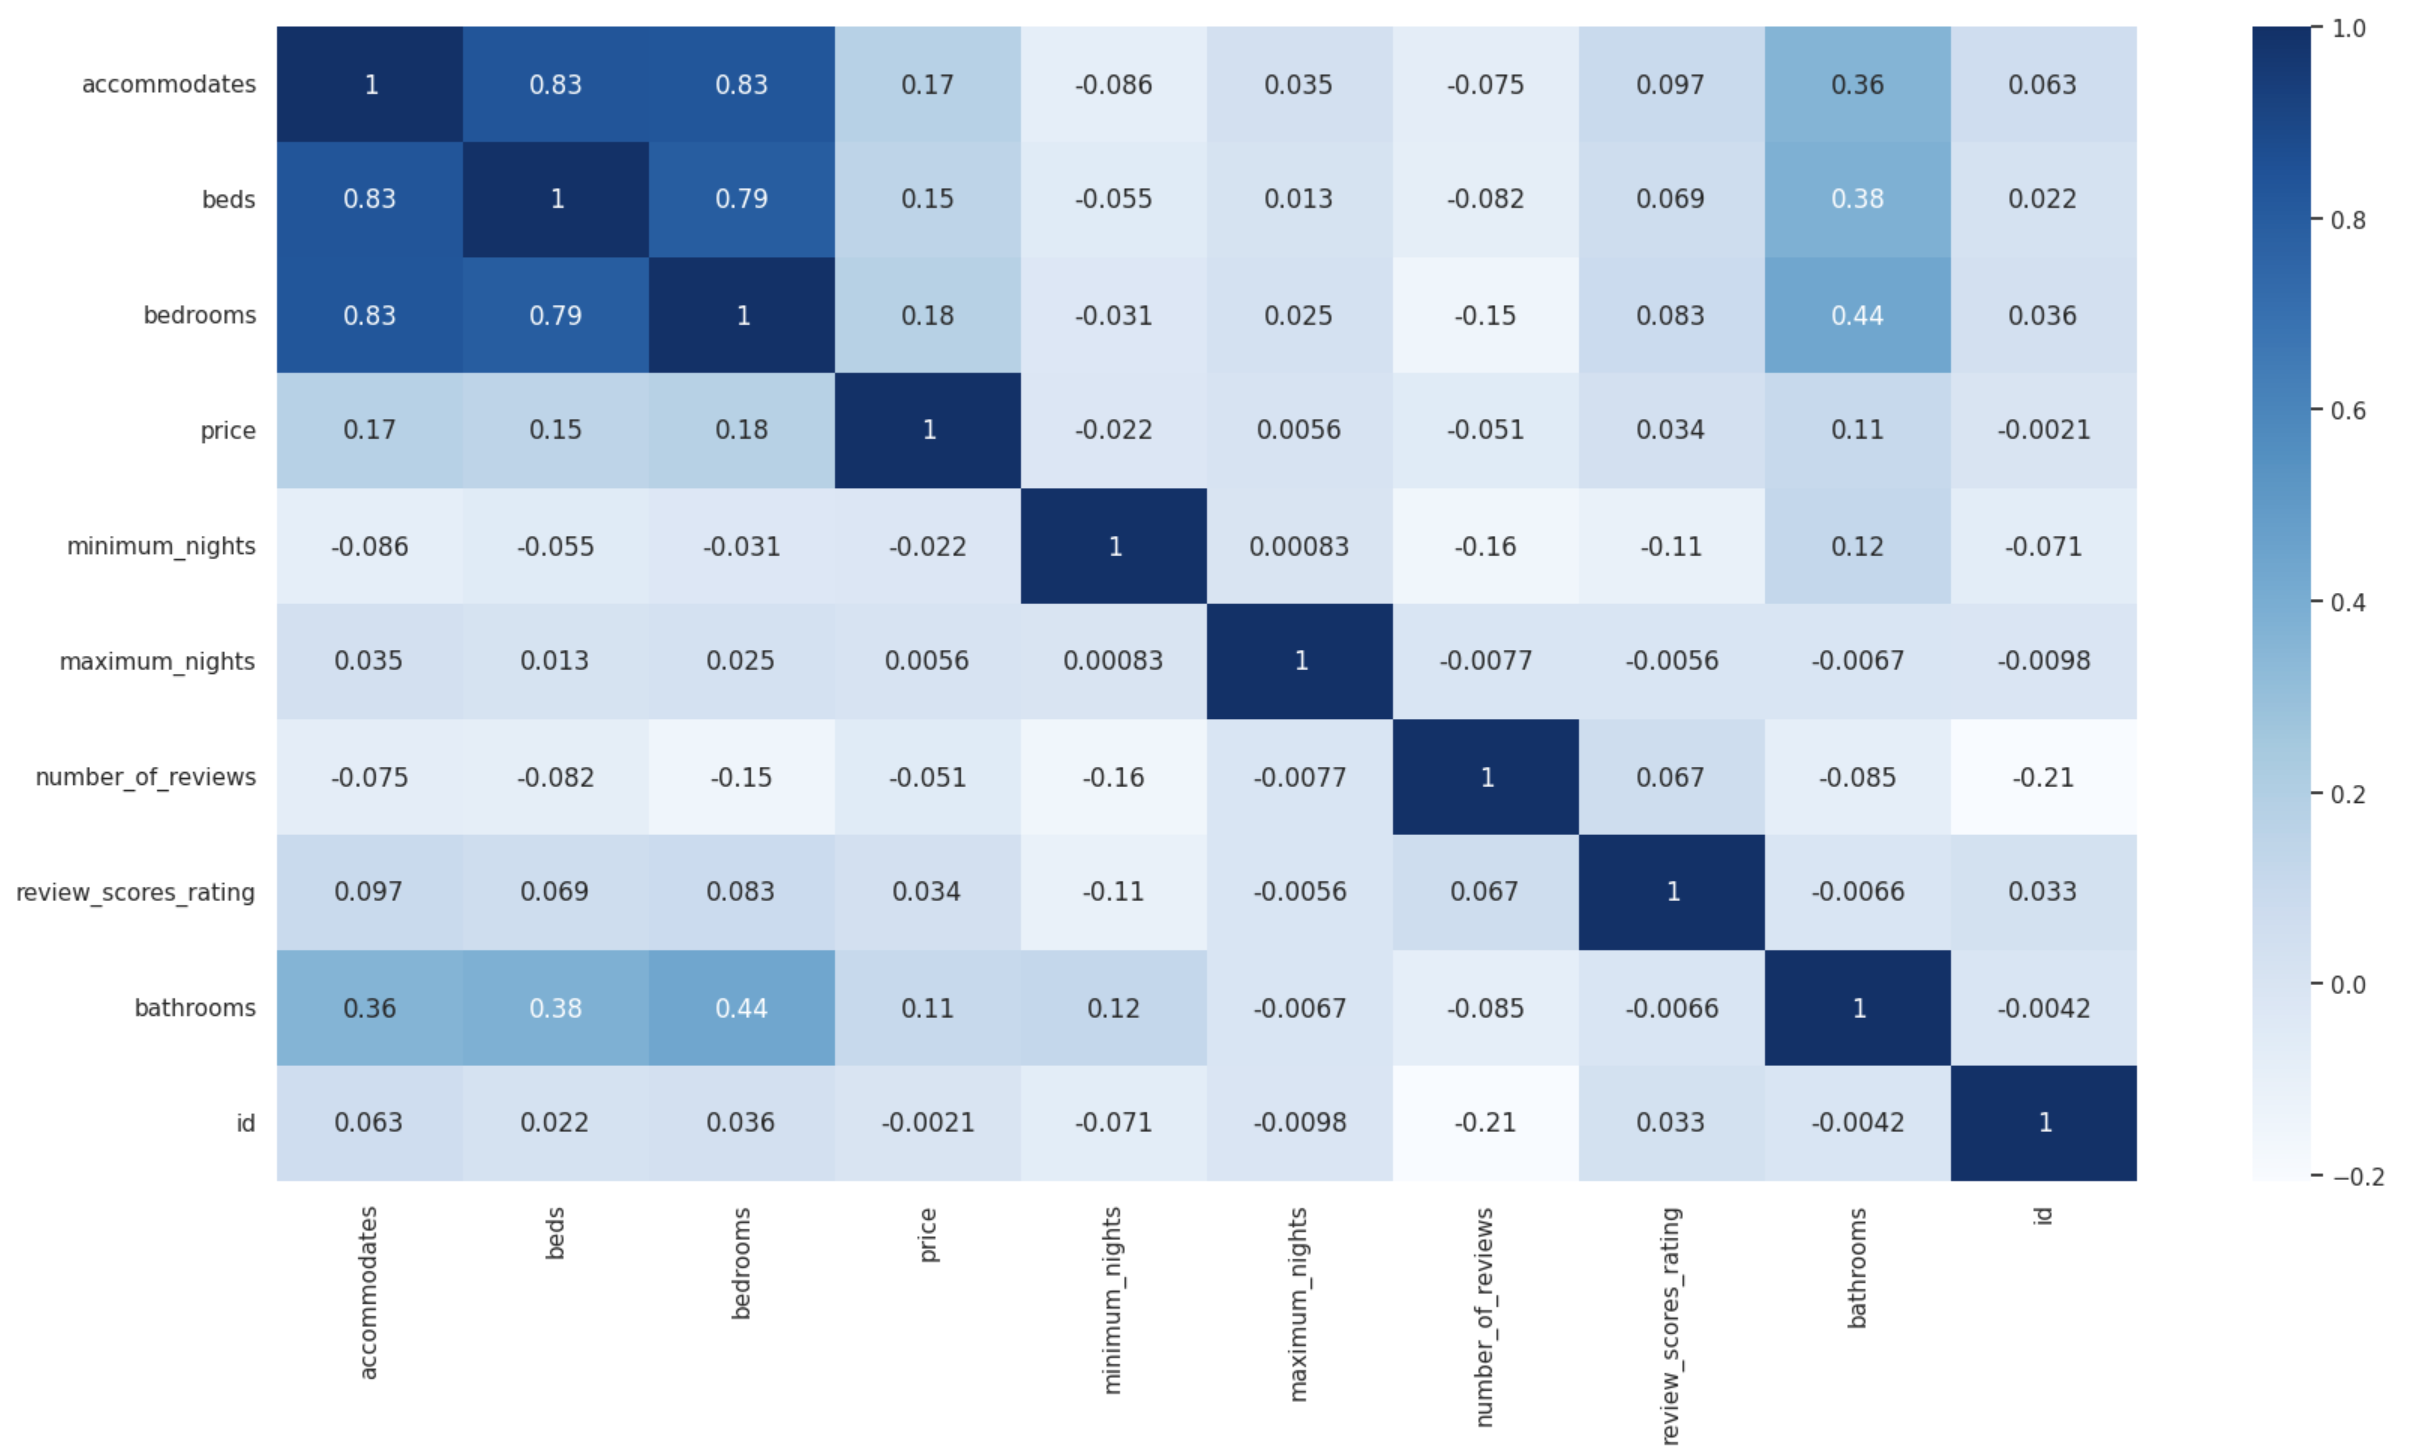 accommodates 1 0.83 0.83 0.17 -0.086 0.035 -0.075 0.097 0.36 0.063
beds 0.83 1 0.79 0.15 -0.055 0.013 -0.082 0.069 0.38 0.022
bedrooms 0.83 0.79 1 0.18 -0.031 0.025 -0.15 0.083 0.44 0.036
price 0.17 0.15 0.18 1 -0.022 0.0056 -0.051 0.034 0.11 -0.0021
minimum_nights -0.086 -0.055 -0.031 -0.022 1 0.00083 -0.16 -0.11 0.12 -0.071
maximum_nights 0.035 0.013 0.025 0.0056 0.00083 1 -0.0077 -0.0056 -0.0067 -0.0098
number_of_reviews -0.075 -0.082 -0.15 -0.051 -0.16 -0.0077 1 0.067 -0.085 -0.21
review_scores_rating 0.097 0.069 0.083 0.034 -0.11 -0.0056 0.067 1 -0.0066 0.033
bathrooms 0.36 0.38 0.44 0.11 0.12 -0.0067 -0.085 -0.0066 1 -0.0042
id 0.063 0.022 0.036 -0.0021 -0.071 -0.0098 -0.21 0.033 -0.0042 1
accommodates
beds
bedrooms
price
minimum_nights
maximum_nights
number_of_reviews
review_scores_rating
bathrooms
id
1.0
0.8
0.6
0.4
0.2
0.0
−0.2